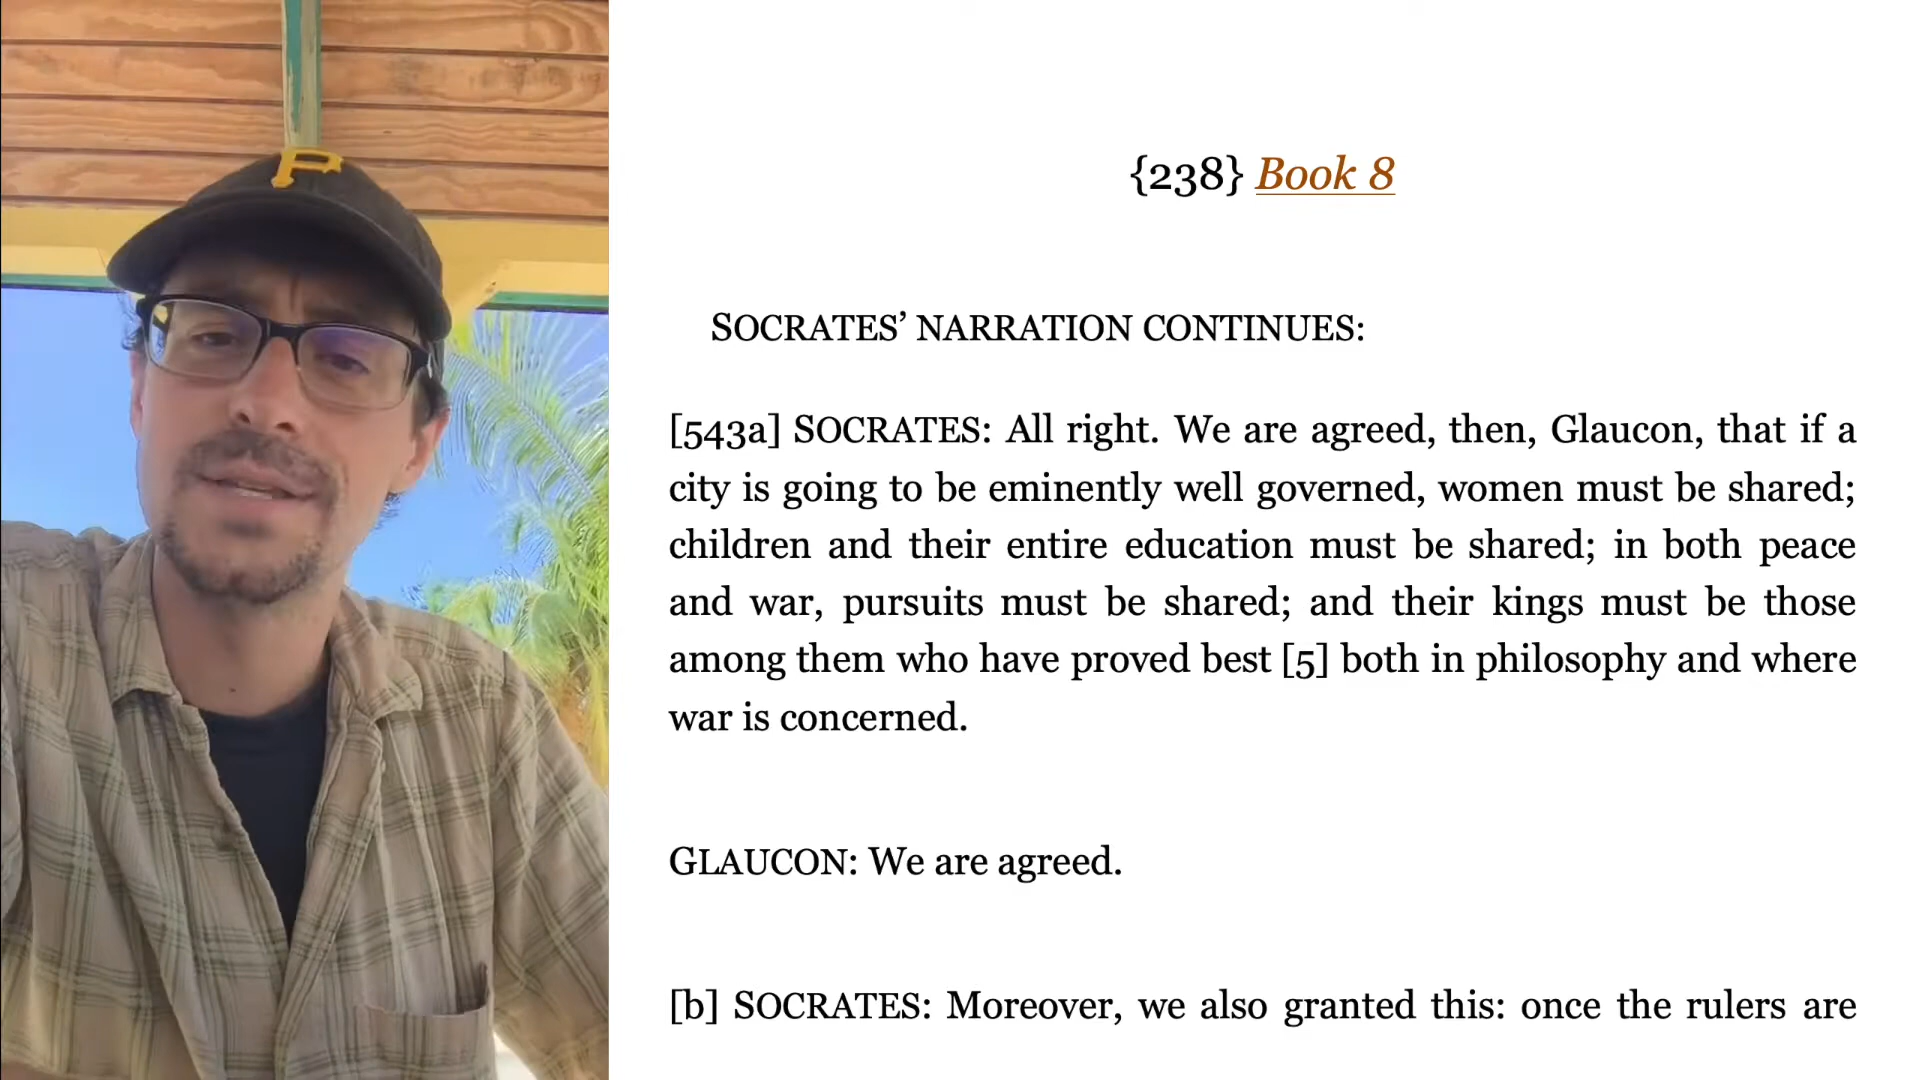 P
{238} Book 8
SOCRATES’ NARRATION CONTINUES:
[543a] SOCRATES: All right. We are agreed, then, Glaucon, that if a
city is going to be eminently well governed, women must be shared;
children and their entire education must be shared; in both peace
and war, pursuits must be shared; and their kings must be those
among them who have proved best [5] both in philosophy and where
war is concerned.
GLAUCON: We are agreed.
[b] SOCRATES: Moreover, we also granted this: once the rulers are